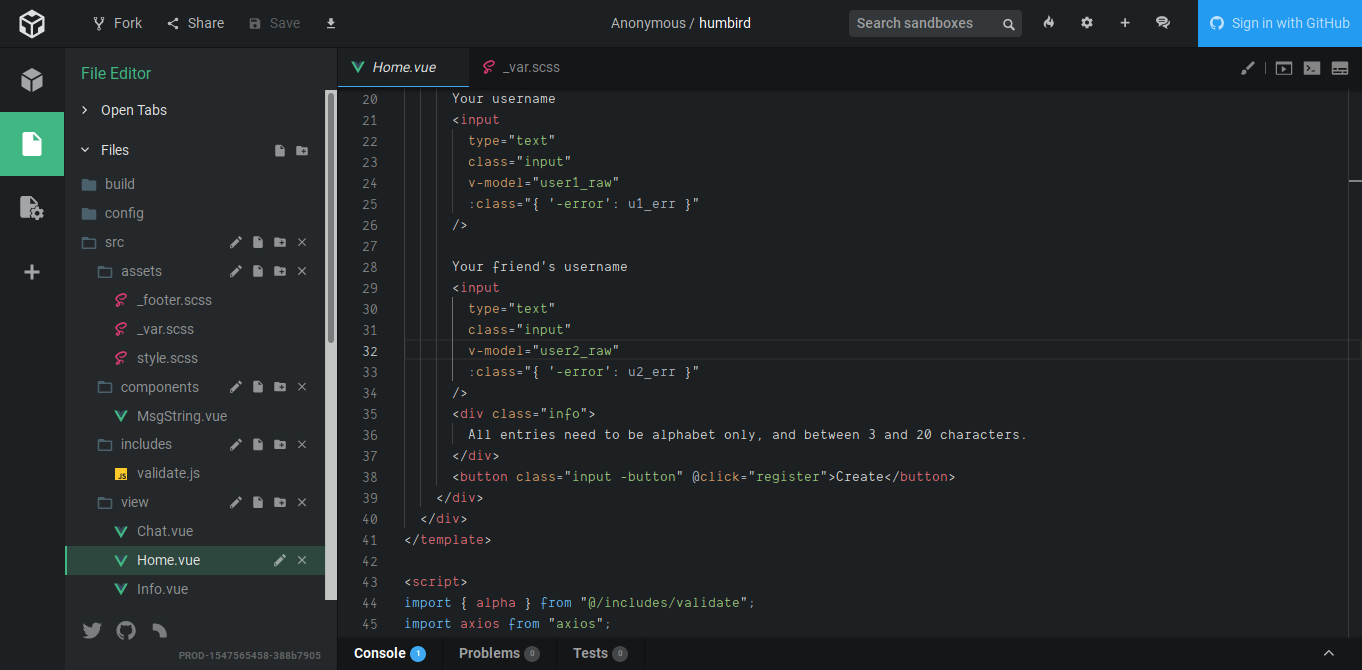 Fork Share Save Anonymous / humbird Search sandboxes Sign in with GitHub
File Editor
Open Tabs
Files
build
config
src
assets
_footer.scss
_var.scss
style.scss
components
MsgString.vue
includes
JS validate.js
view
Chat.vue
Home.vue
Info.vue
PROD-1547565458-388b7905
Home.vue _var.scss
20 Your username
21 <input
22 type="text"
23 class="input"
24 v-model="user1_raw"
25 :class="{ '-error': u1_err }"
26 />
27
28 Your friend's username
29 <input
30 type="text"
31 class="input"
32 v-model="user2_raw"
33 :class="{ '-error': u2_err }"
34 />
35 <div class="info">
36 All entries need to be alphabet only, and between 3 and 20 characters.
37 </div>
38 <button class="input -button" @click="register">Create</button>
39 </div>
40 </div>
41 </template>
42
43 <script>
44 import { alpha } from "@/includes/validate";
45 import axios from "axios";
Console 1 Problems 0 Tests 0